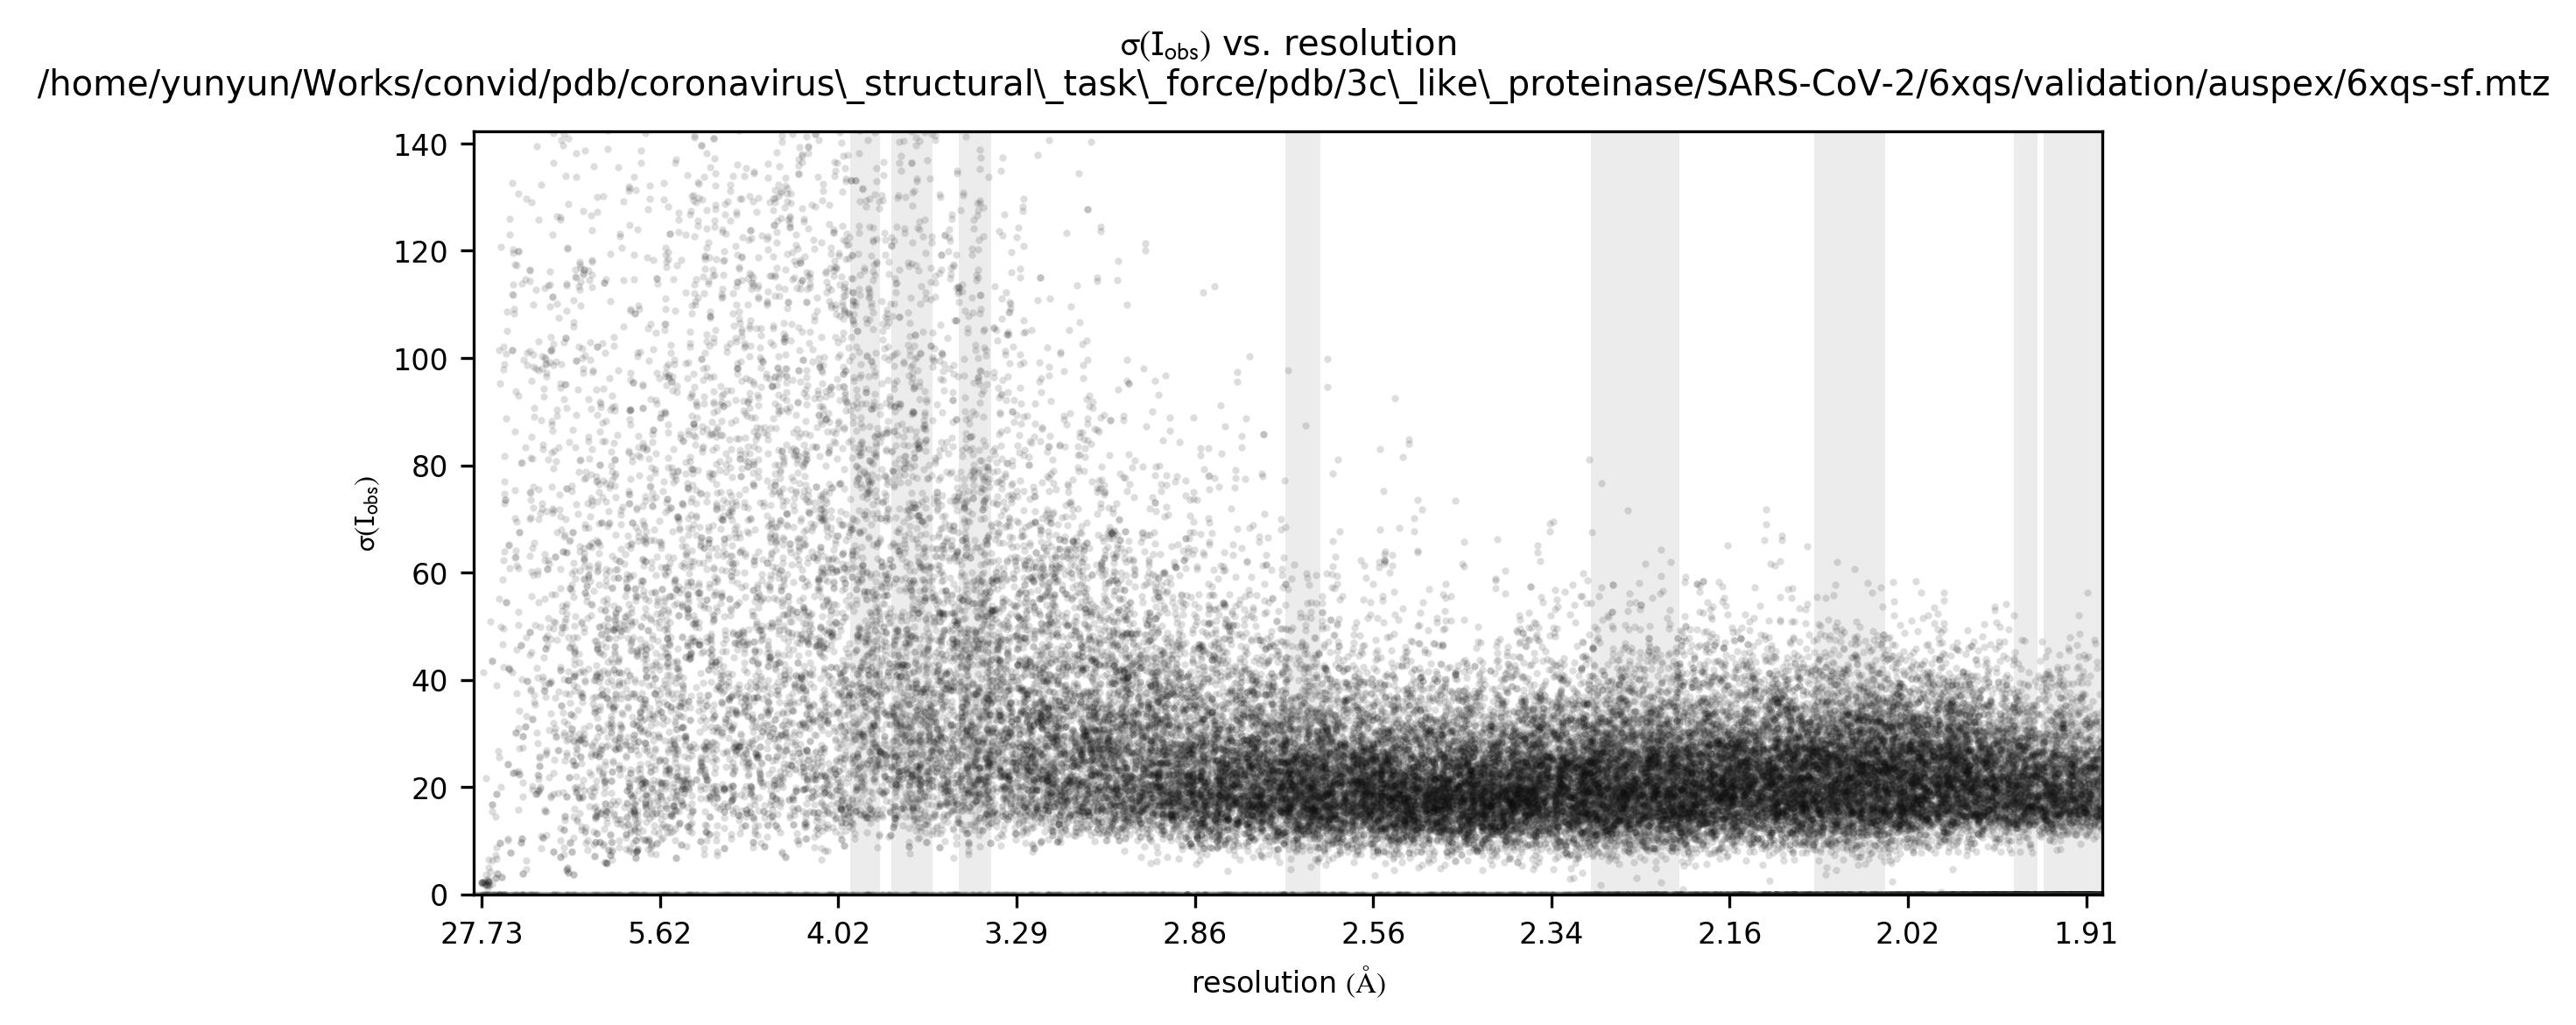 σ(I_obs) vs. resolution
/home/yunyun/Works/convid/pdb/coronavirus\_structural\_task\_force/pdb/3c\_like\_proteinase/SARS-CoV-2/6xqs/validation/auspex/6xqs-sf.mtz
140
120
100
80
60
40
20
0
σ(I_obs)
27.73 5.62 4.02 3.29 2.86 2.56 2.34 2.16 2.02 1.91
resolution (Å)